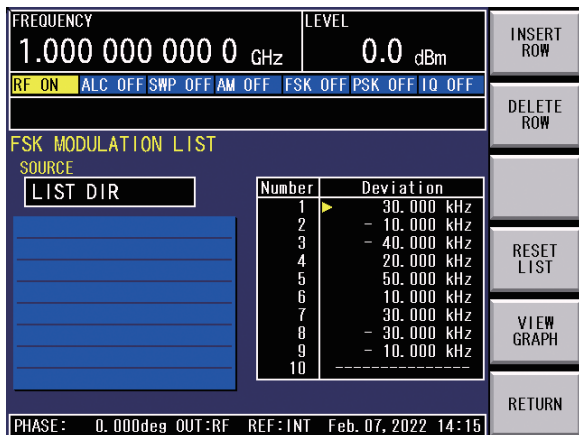 FREQUENCY
1.000 000 000 0 GHz
LEVEL
0.0 dBm
RF ON ALC OFF SWP OFF AM OFF FSK OFF PSK OFF IQ OFF
FSK MODULATION LIST
SOURCE
LIST DIR
Number Deviation
1 30.000 kHz
2 - 10.000 kHz
3 - 40.000 kHz
4 20.000 kHz
5 50.000 kHz
6 10.000 kHz
7 30.000 kHz
8 - 30.000 kHz
9 - 10.000 kHz
10 ---------------
PHASE: 0.000deg OUT:RF REF:INT Feb.07,2022 14:15
INSERT
ROW
DELETE
ROW
RESET
LIST
VIEW
GRAPH
RETURN